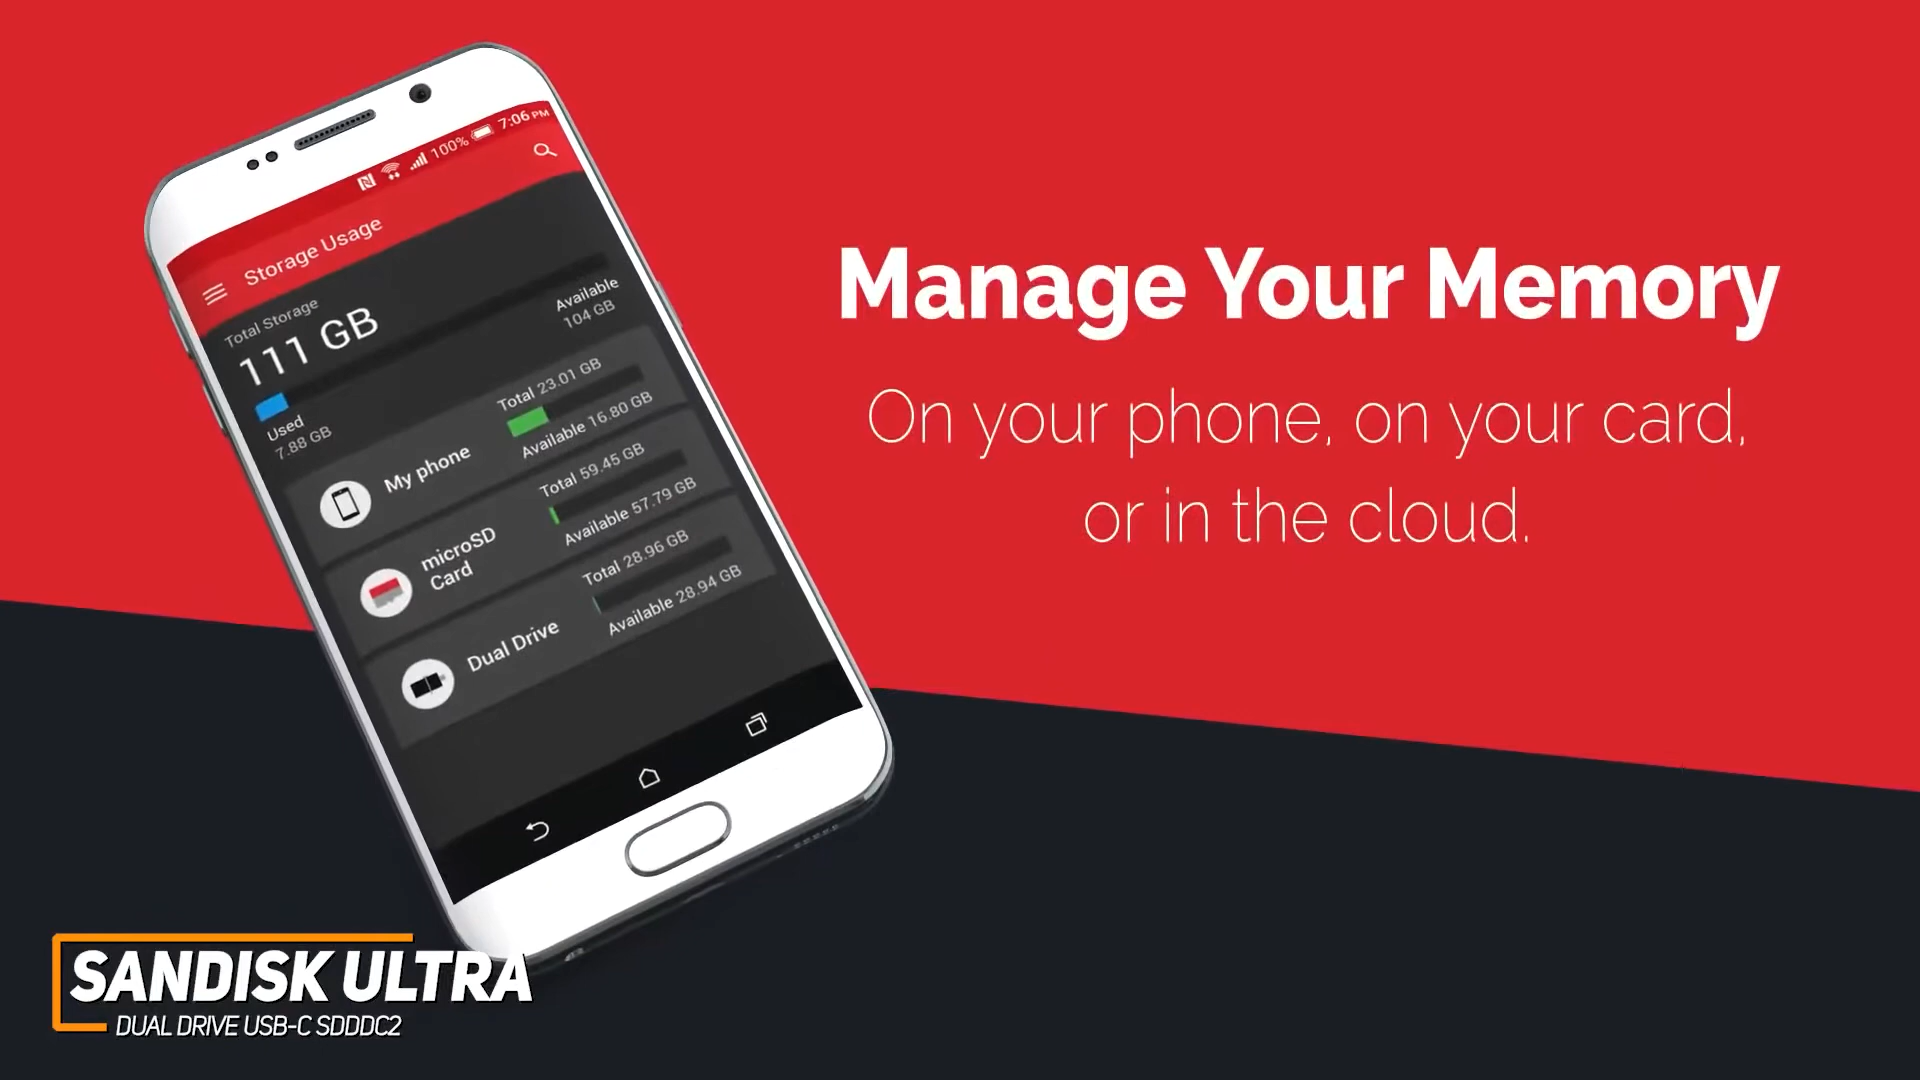 100% 7:06 PM
Storage Usage
Total Storage
111 GB
Available
104 GB
Used
7.88 GB
My phone
Total 23.01 GB
Available 16.80 GB
microSD
Card
Total 59.45 GB
Available 57.79 GB
Dual Drive
Total 28.96 GB
Available 28.94 GB
Manage Your Memory
On your phone, on your card,
or in the cloud.
SANDISK ULTRA
DUAL DRIVE USB-C SDDDC2